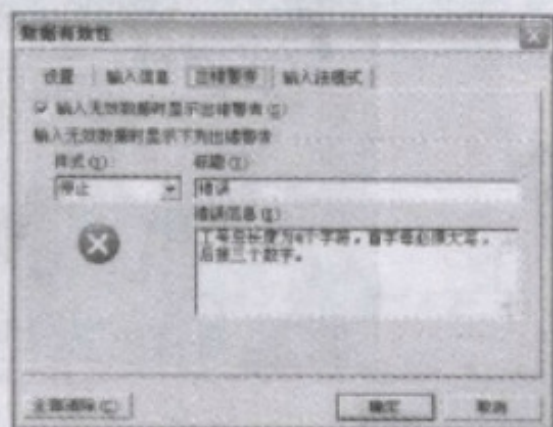 数据有效性
设置 输入信息 出错警告 输入法模式
输入无效数据时显示出错警告(S)
输入无效数据时显示下列出错警告:
样式(Y): 标题(T):
停止 错误
错误信息(E):
工号总长度为4个字符，首字母必须大写，
后接三个数字。
全部清除(C) 确定 取消